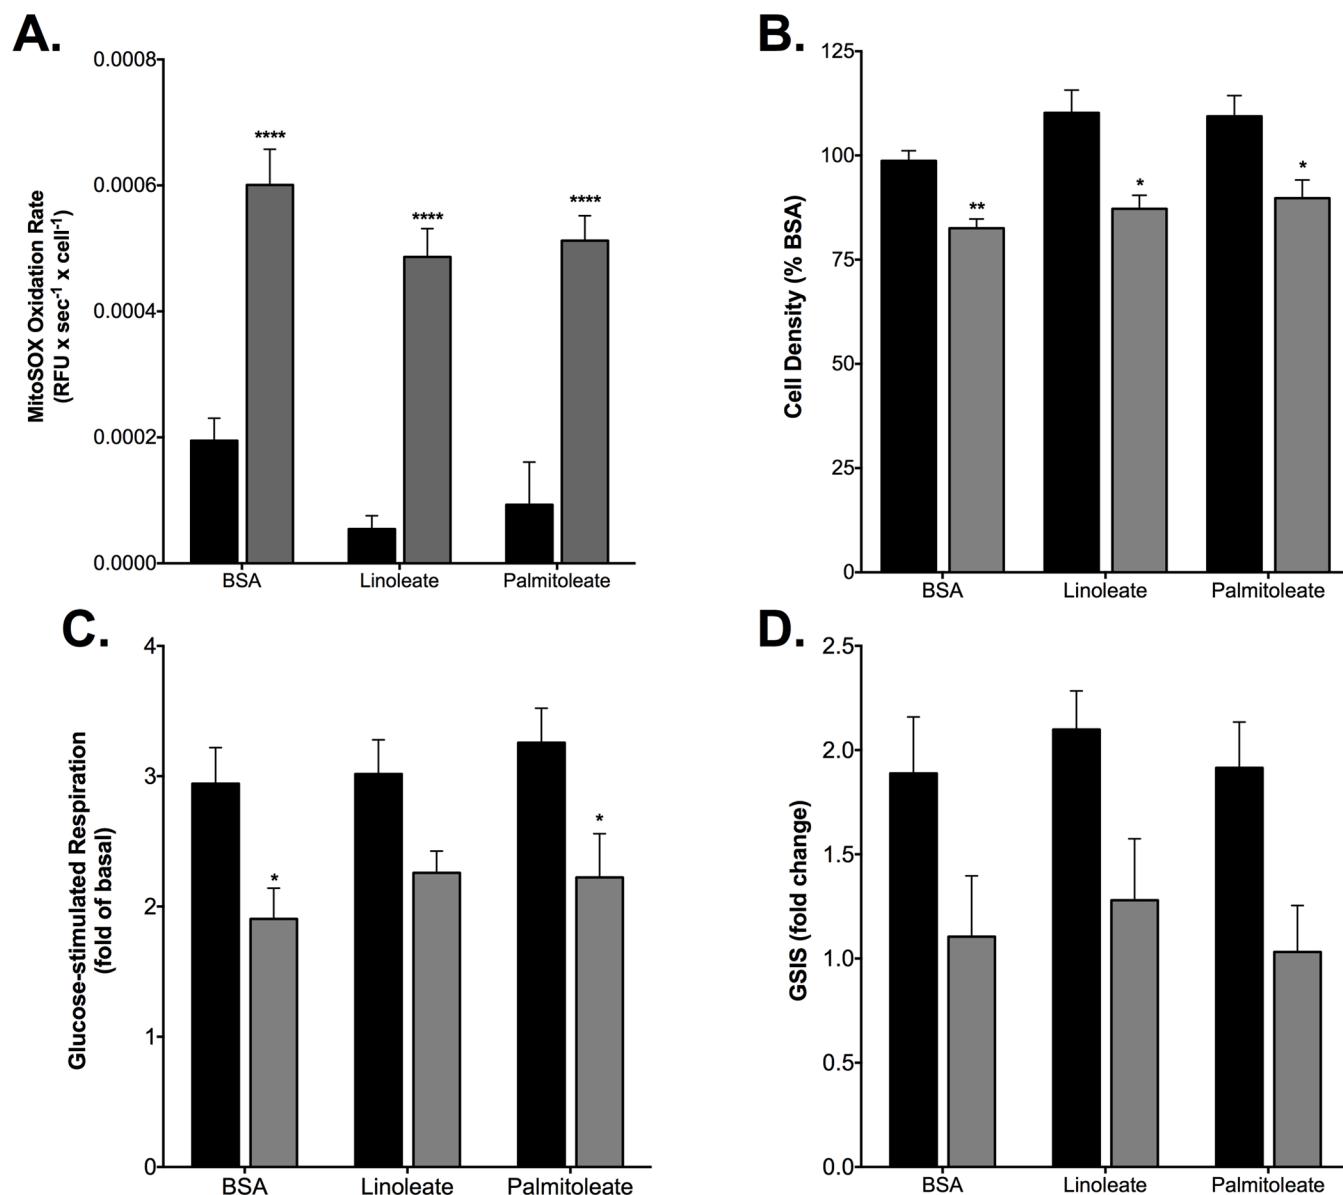 A.
0.0008
0.0006
0.0004
0.0002
0.0000
MitoSOX Oxidation Rate
(RFU x sec-1 x cell-1)
****
****
****
BSA
Linoleate
Palmitoleate
B.
125
100
75
50
25
0
Cell Density (% BSA)
**
*
*
BSA
Linoleate
Palmitoleate
C.
4
3
2
1
0
Glucose-stimulated Respiration
(fold of basal)
*
*
BSA
Linoleate
Palmitoleate
D.
2.5
2.0
1.5
1.0
0.5
0.0
GSIS (fold change)
BSA
Linoleate
Palmitoleate